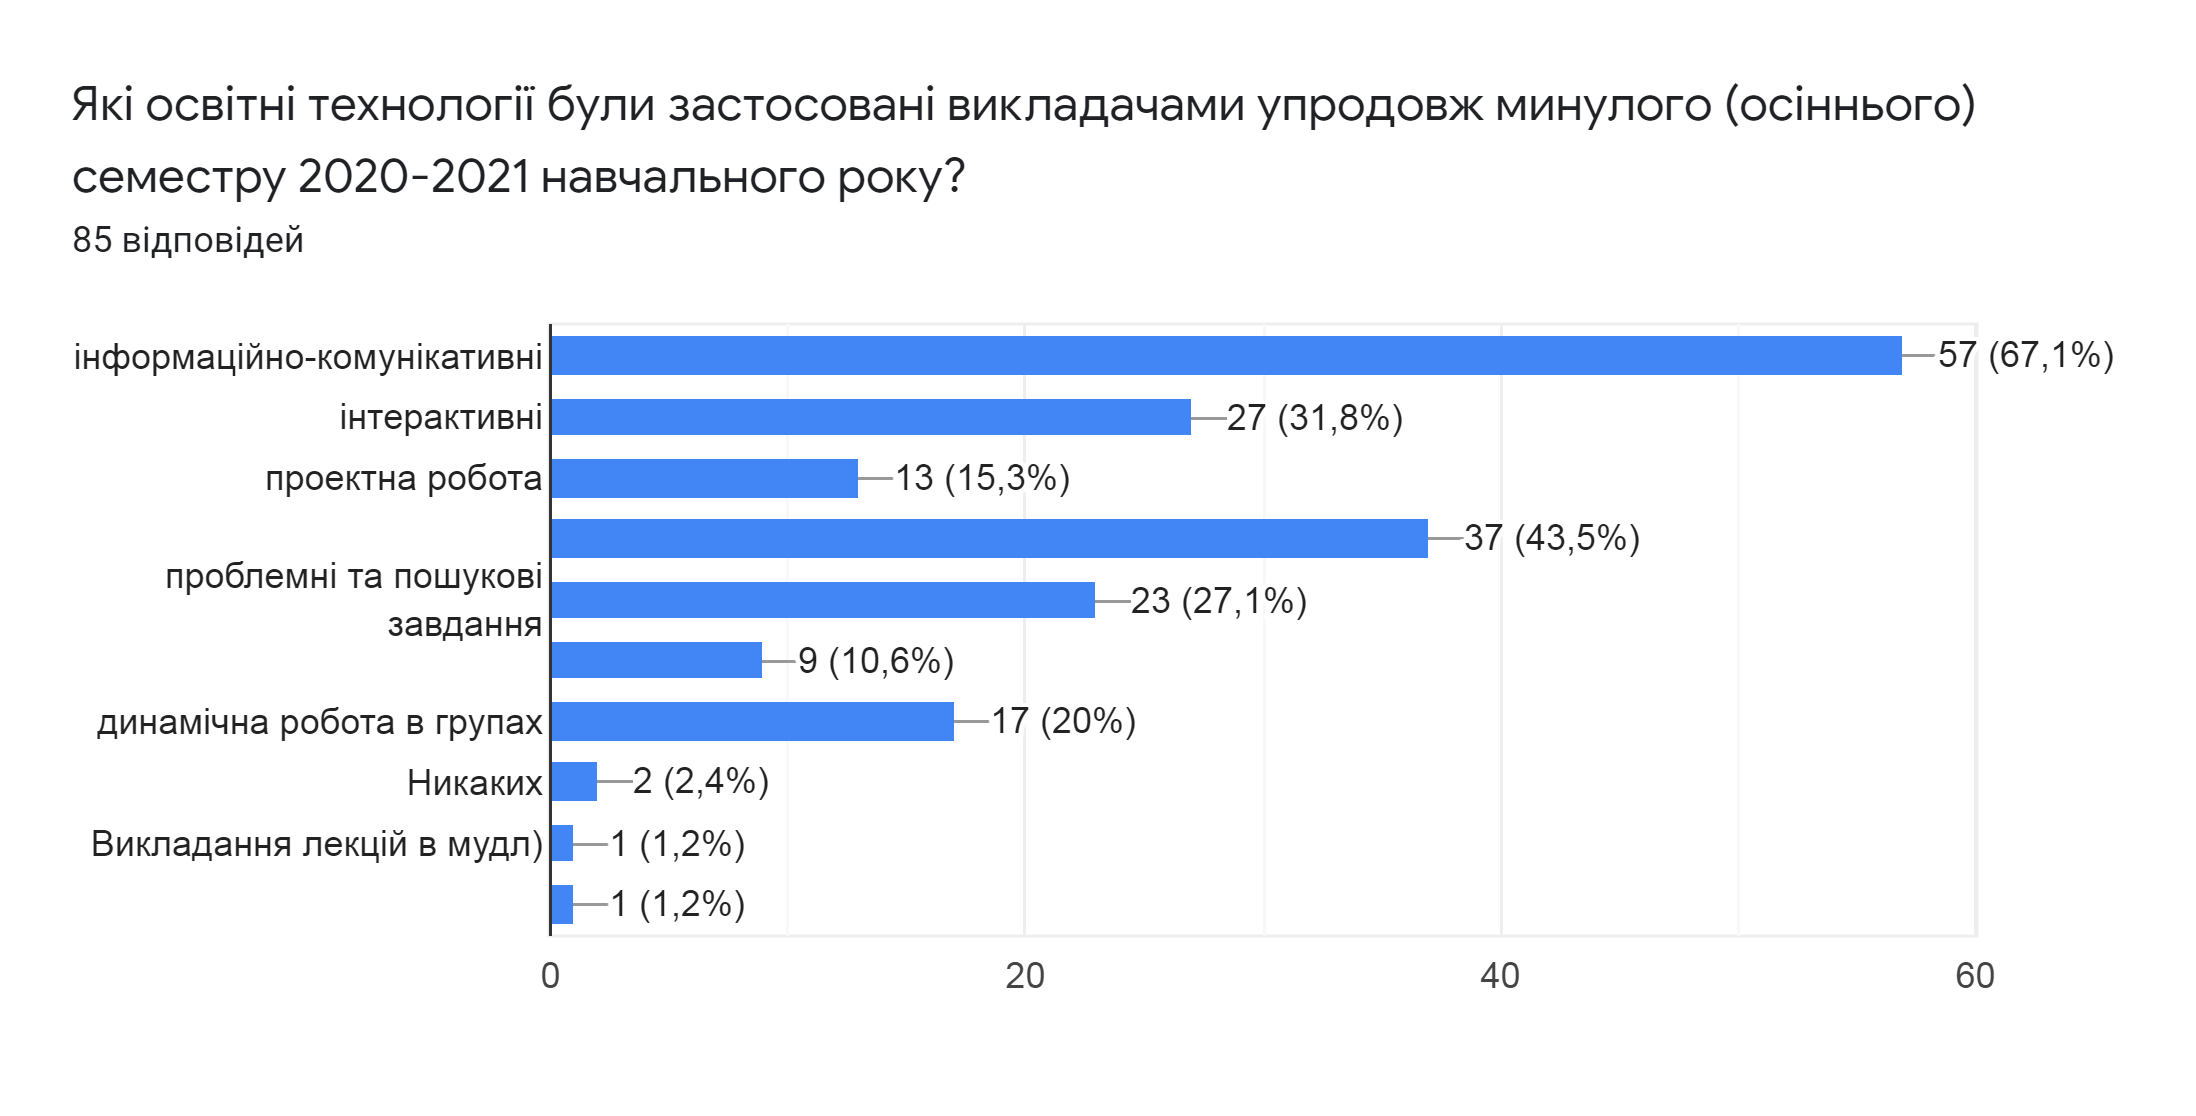 Які освітні технології були застосовані викладачами упродовж минулого (осіннього)
семестру 2020-2021 навчального року?
85 відповідей
інформаційно-комунікативні
57 (67,1%)
інтерактивні
27 (31,8%)
проектна робота
13 (15,3%)
37 (43,5%)
проблемні та пошукові
завдання
23 (27,1%)
9 (10,6%)
динамічна робота в групах
17 (20%)
Никаких
2 (2,4%)
Викладання лекцій в мудл)
1 (1,2%)
1 (1,2%)
0 20 40 60